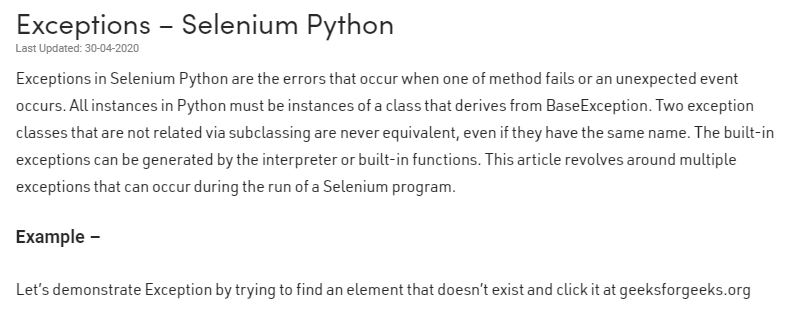 Exceptions – Selenium Python
Last Updated: 30-04-2020
Exceptions in Selenium Python are the errors that occur when one of method fails or an unexpected event
occurs. All instances in Python must be instances of a class that derives from BaseException. Two exception
classes that are not related via subclassing are never equivalent, even if they have the same name. The built-in
exceptions can be generated by the interpreter or built-in functions. This article revolves around multiple
exceptions that can occur during the run of a Selenium program.
Example –
Let’s demonstrate Exception by trying to find an element that doesn’t exist and click it at geeksforgeeks.org